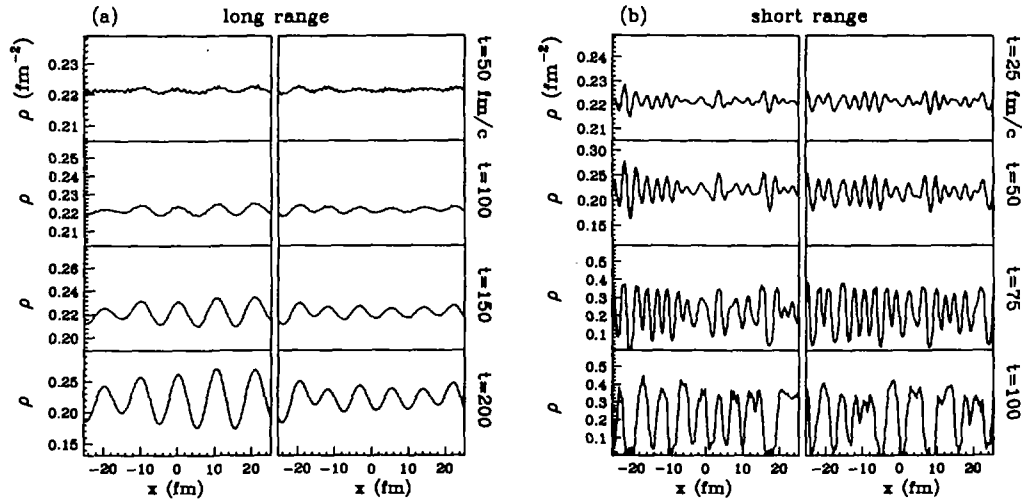 (a) long range
(b) short range
ρ (fm⁻²)
0.23
0.22
0.21
t=50 fm/c
ρ
0.25
0.24
0.23
0.22
0.21
t=100
ρ
0.26
0.24
0.22
0.20
t=150
ρ
0.25
0.20
0.15
t=200
−20 −10 0 10 20
−20 −10 0 10 20
x (fm)
x (fm)
ρ (fm⁻²)
0.24
0.23
0.22
0.21
t=25 fm/c
ρ
0.30
0.25
0.20
0.15
t=50
ρ
0.5
0.4
0.3
0.2
0.1
t=75
ρ
0.5
0.4
0.3
0.2
0.1
t=100
−20 −10 0 10 20
−20 −10 0 10 20
x (fm)
x (fm)